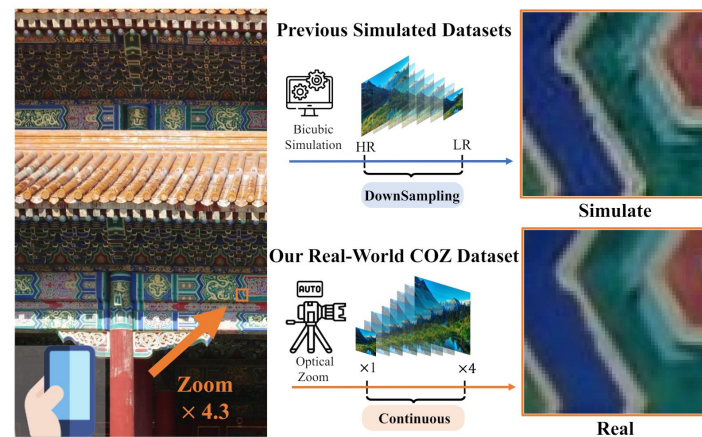 Previous Simulated Datasets
Bicubic
Simulation
HR
LR
DownSampling
Simulate
Our Real-World COZ Dataset
AUTO
Optical
Zoom
×1
×4
Continuous
Real
Zoom
× 4.3